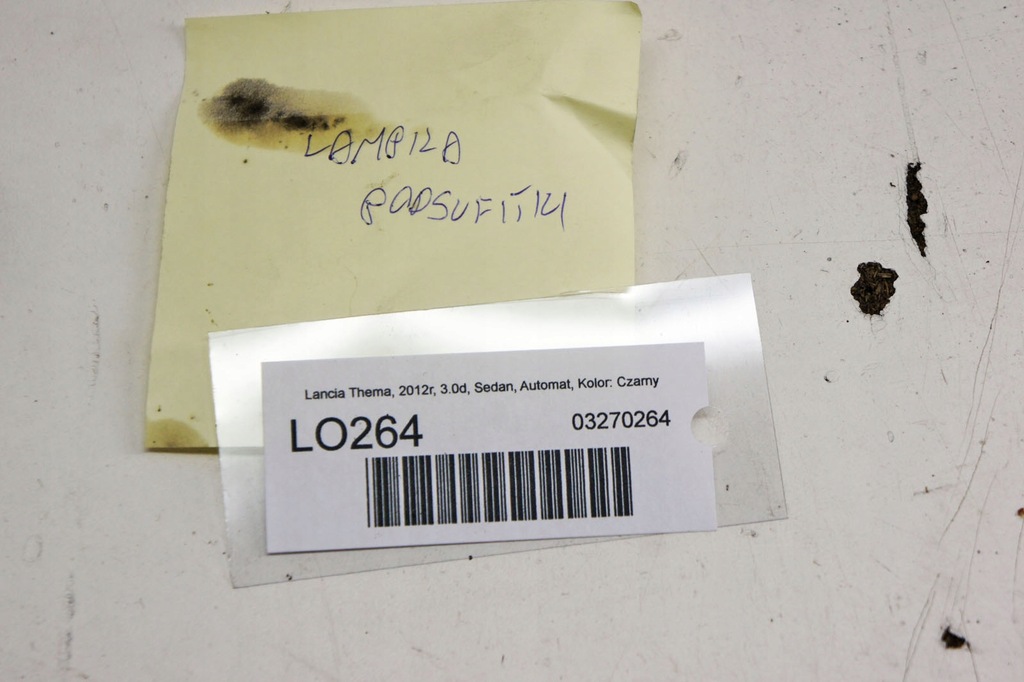 LAMPKA
PODSUFITKI
Lancia Thema, 2012r, 3.0d, Sedan, Automat, Kolor: Czarny
LO264 03270264